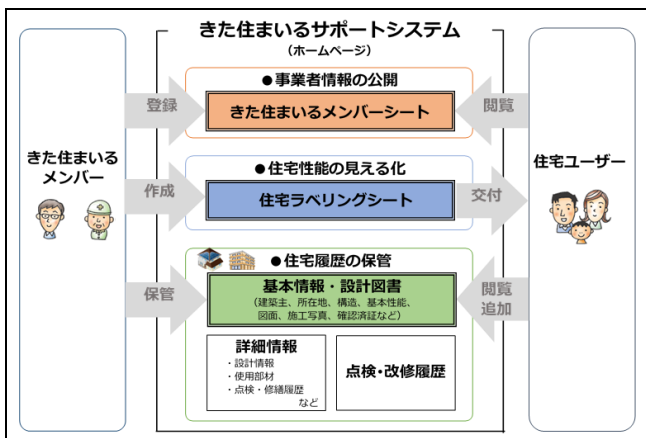 きた住まいるサポートシステム
（ホームページ）
きた住まいる
メンバー
登録
●事業者情報の公開
きた住まいるメンバーシート
閲覧
作成
●住宅性能の見える化
住宅ラベリングシート
交付
住宅ユーザー
保管
●住宅履歴の保管
基本情報・設計図書
（建築主、所在地、構造、基本性能、
図面、施工写真、確認済証など）
閲覧
追加
詳細情報
・設計情報
・使用部材
・点検・修繕履歴
など
点検・改修履歴